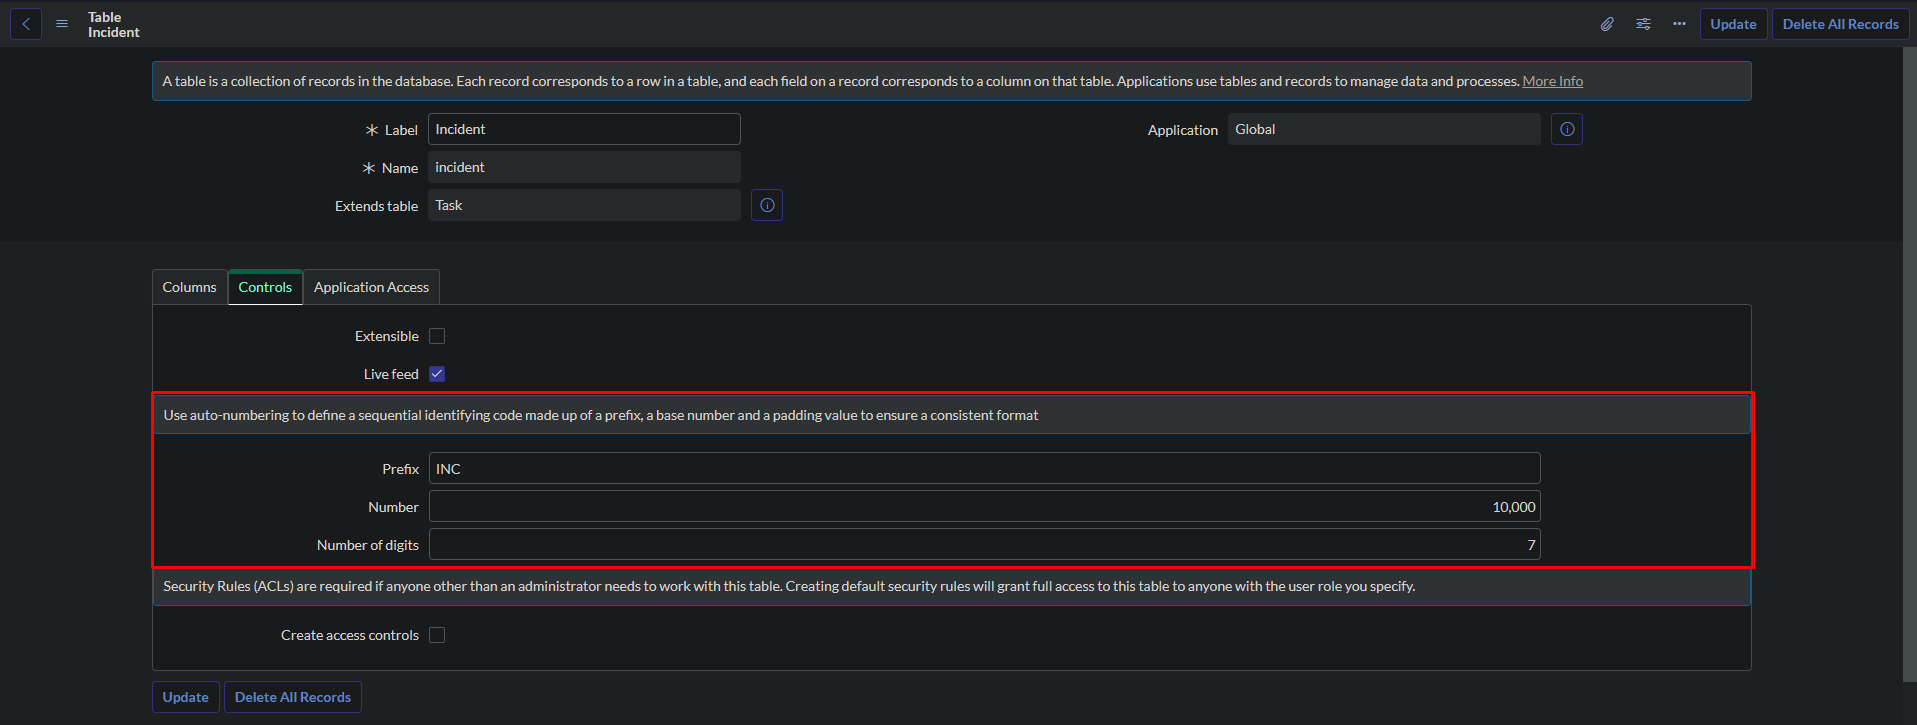 Table
Incident
Update
Delete All Records
A table is a collection of records in the database. Each record corresponds to a row in a table, and each field on a record corresponds to a column on that table. Applications use tables and records to manage data and processes. More Info
Label
Incident
Application
Global
Name
incident
Extends table
Task
Columns
Controls
Application Access
Extensible
Live feed
Use auto-numbering to define a sequential identifying code made up of a prefix, a base number and a padding value to ensure a consistent format
Prefix
INC
Number
10,000
Number of digits
7
Security Rules (ACLs) are required if anyone other than an administrator needs to work with this table. Creating default security rules will grant full access to this table to anyone with the user role you specify.
Create access controls
Update
Delete All Records